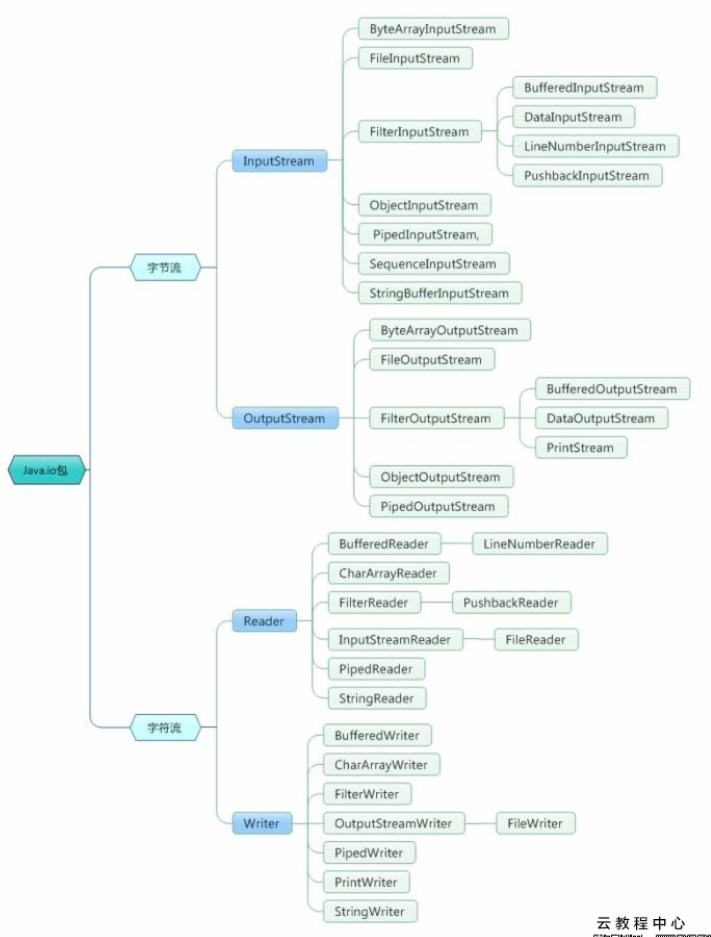 Java.io包
字节流
InputStream
ByteArrayInputStream
FileInputStream
FilterInputStream
BufferedInputStream
DataInputStream
LineNumberInputStream
PushbackInputStream
ObjectInputStream
PipedInputStream,
SequenceInputStream
StringBufferInputStream
OutputStream
ByteArrayOutputStream
FileOutputStream
FilterOutputStream
BufferedOutputStream
DataOutputStream
PrintStream
ObjectOutputStream
PipedOutputStream
字符流
Reader
BufferedReader
LineNumberReader
CharArrayReader
FilterReader
PushbackReader
InputStreamReader
FileReader
PipedReader
StringReader
Writer
BufferedWriter
CharArrayWriter
FilterWriter
OutputStreamWriter
FileWriter
PipedWriter
PrintWriter
StringWriter
云教程中心